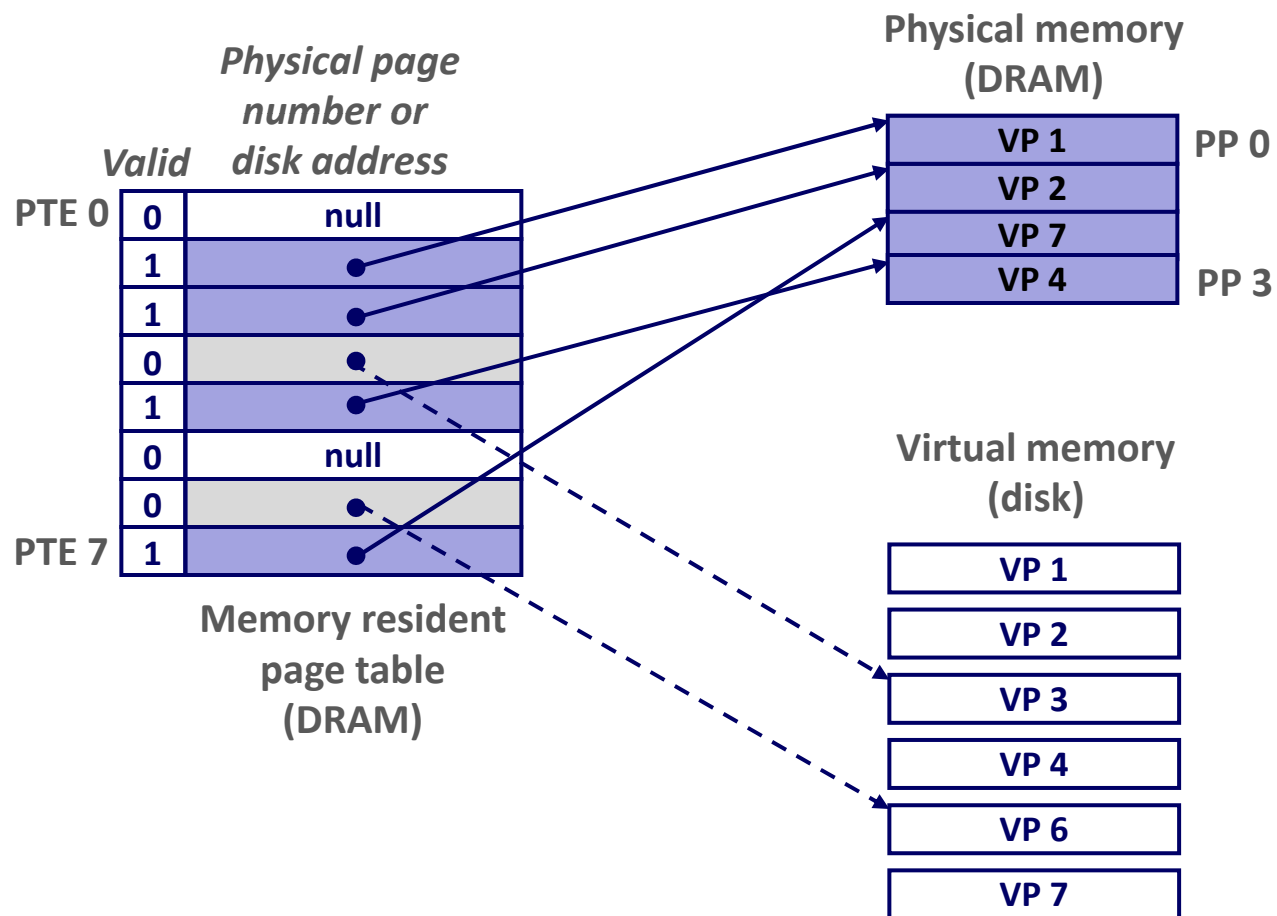 Physical memory
(DRAM)
Physical page
number or
disk address
Valid
VP 1
PP 0
VP 2
VP 7
VP 4
PP 3
PTE 0
0
null
1
1
0
1
0
null
0
PTE 7
1
Memory resident
page table
(DRAM)
Virtual memory
(disk)
VP 1
VP 2
VP 3
VP 4
VP 6
VP 7